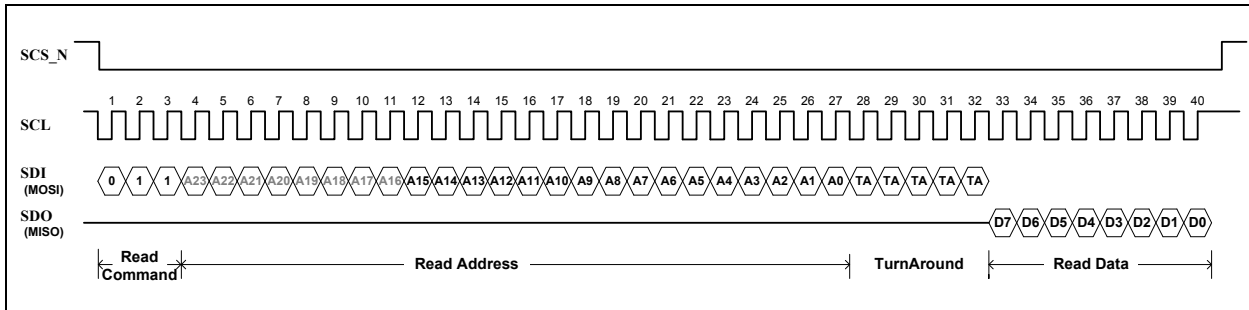 SCS_N
1 2 3 4 5 6 7 8 9 10 11 12 13 14 15 16 17 18 19 20 21 22 23 24 25 26 27 28 29 30 31 32 33 34 35 36 37 38 39 40
SCL
SDI
(MOSI)
0 1 1 A23 A22 A21 A20 A19 A18 A17 A16 A15 A14 A13 A12 A11 A10 A9 A8 A7 A6 A5 A4 A3 A2 A1 A0 TA TA TA TA TA
SDO
(MISO)
D7 D6 D5 D4 D3 D2 D1 D0
Read
Command
Read Address
TurnAround
Read Data